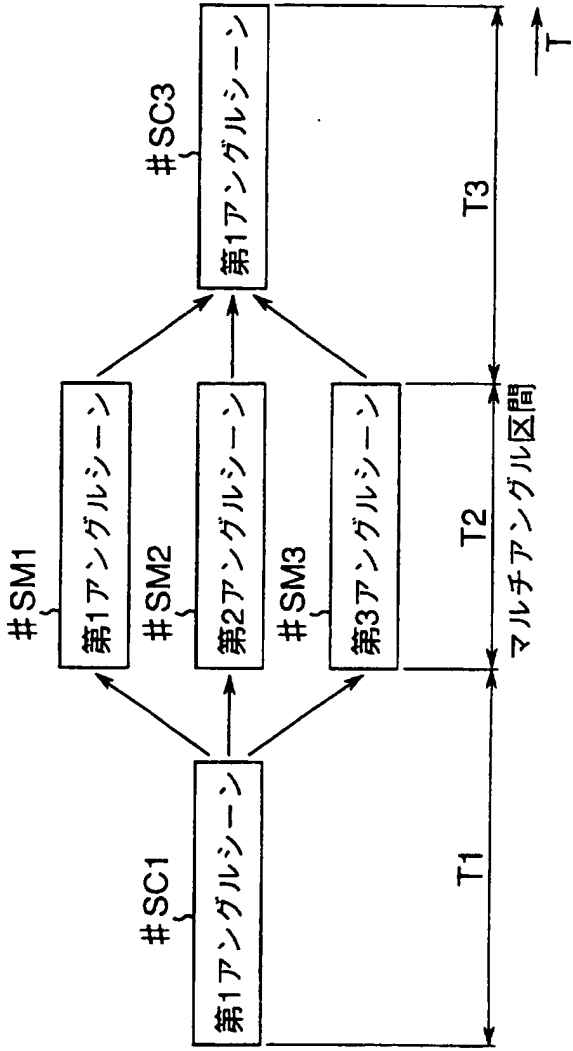 #SC1
第1アングルシーン
#SM1
第1アングルシーン
#SM2
第2アングルシーン
#SM3
第3アングルシーン
#SC3
第1アングルシーン
T1
T2
T3
マルチアングル区間
T